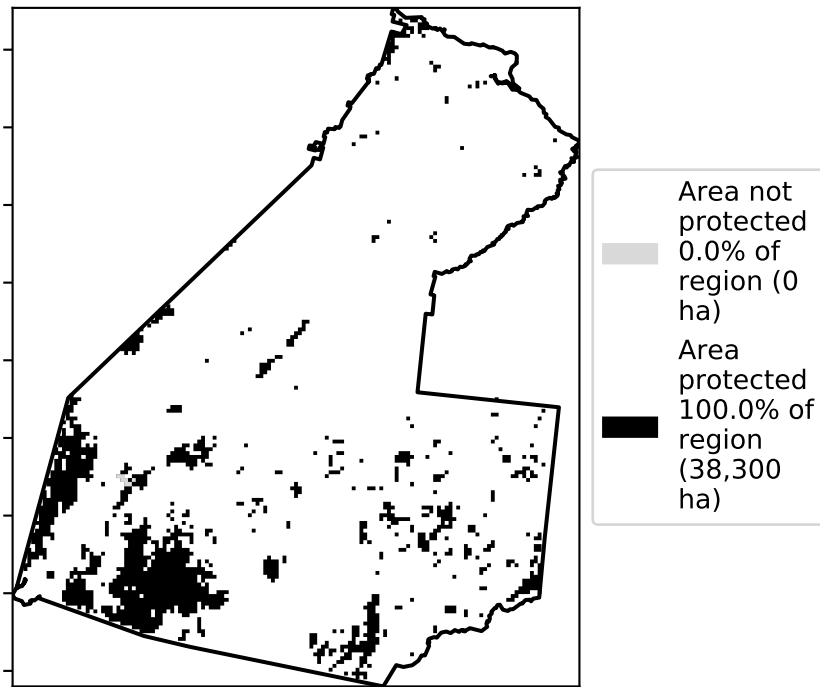 Area not
protected
0.0% of
region (0
ha)
Area
protected
100.0% of
region
(38,300
ha)